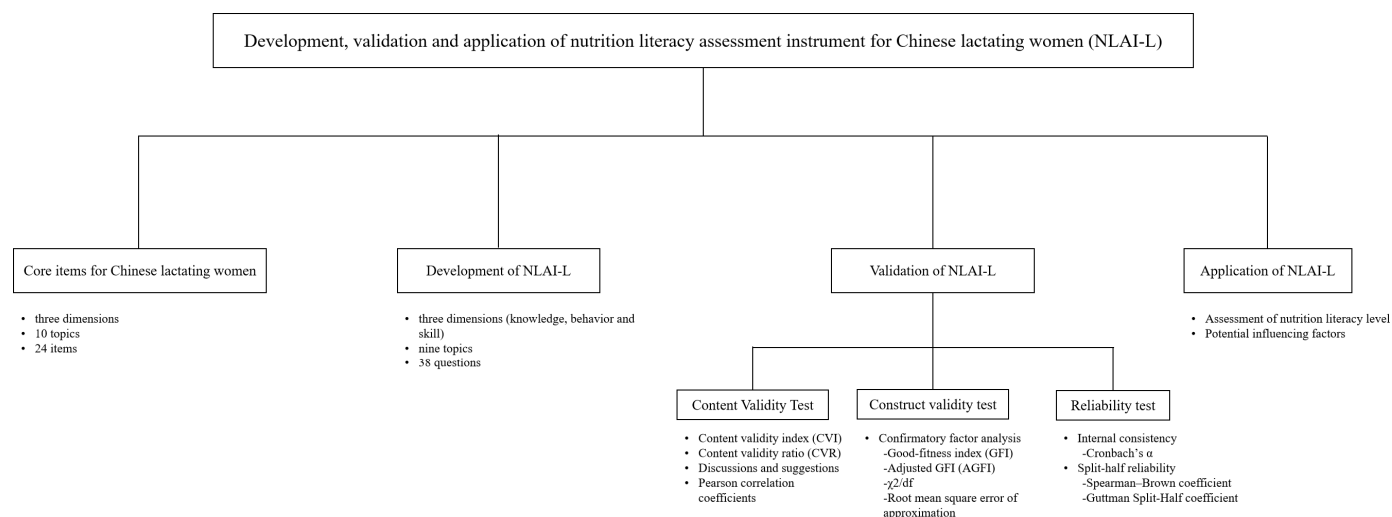 Development, validation and application of nutrition literacy assessment instrument for Chinese lactating women (NLAI-L)
Core items for Chinese lactating women
• three dimensions
• 10 topics
• 24 items
Development of NLAI-L
• three dimensions (knowledge, behavior and
skill)
• nine topics
• 38 questions
Validation of NLAI-L
Content Validity Test
• Content validity index (CVI)
• Content validity ratio (CVR)
• Discussions and suggestions
• Pearson correlation
coefficients
Construct validity test
• Confirmatory factor analysis
-Good-fitness index (GFI)
-Adjusted GFI (AGFI)
-χ2/df
-Root mean square error of
approximation
Reliability test
• Internal consistency
-Cronbach’s α
• Split-half reliability
-Spearman–Brown coefficient
-Guttman Split-Half coefficient
Application of NLAI-L
• Assessment of nutrition literacy level
• Potential influencing factors